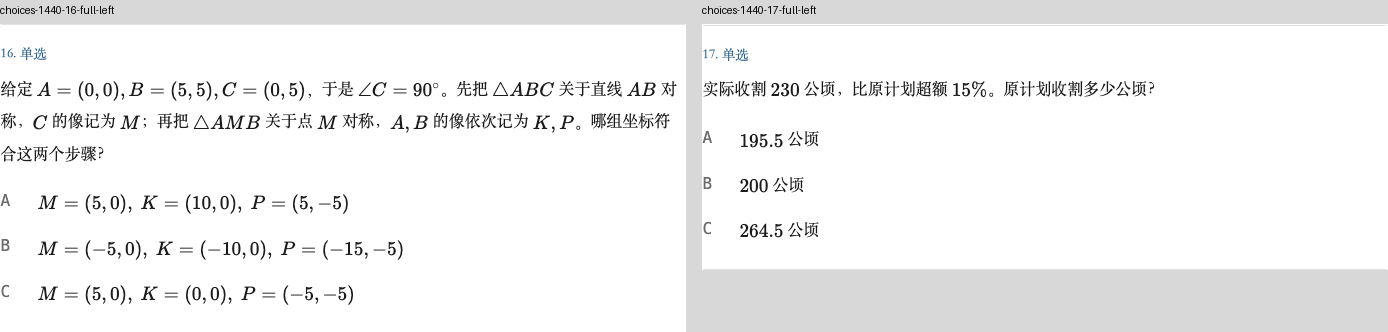 choices-1440-16-full-left
16. 单选
给定 A = (0, 0), B = (5, 5), C = (0, 5)，于是 ∠C = 90°。先把 △ABC 关于直线 AB 对
称，C 的像记为 M；再把 △AMB 关于点 M 对称，A, B 的像依次记为 K, P。哪组坐标符
合这两个步骤？
A M = (5, 0), K = (10, 0), P = (5, −5)
B M = (−5, 0), K = (−10, 0), P = (−15, −5)
C M = (5, 0), K = (0, 0), P = (−5, −5)
choices-1440-17-full-left
17. 单选
实际收割 230 公顷，比原计划超额 15%。原计划收割多少公顷？
A 195.5 公顷
B 200 公顷
C 264.5 公顷